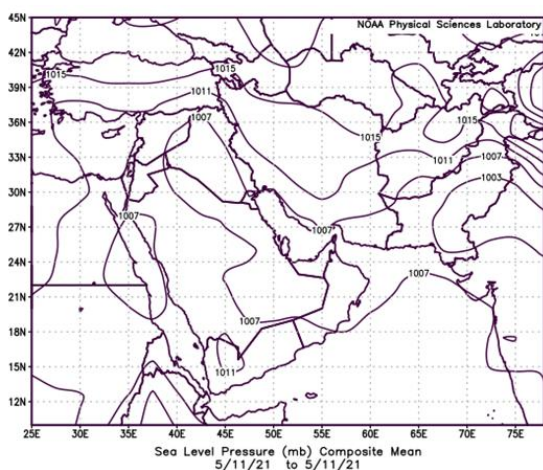 NOAA Physical Sciences Laboratory
45N
42N
39N
36N
33N
30N
27N
24N
21N
18N
15N
12N
1015
1015
1011
1007
1015
1015
1011
1007
1003
1007
1007
1007
1007
1011
25E
30E
35E
40E
45E
50E
55E
60E
65E
70E
75E
Sea Level Pressure (mb) Composite Mean
5/11/21 to 5/11/21